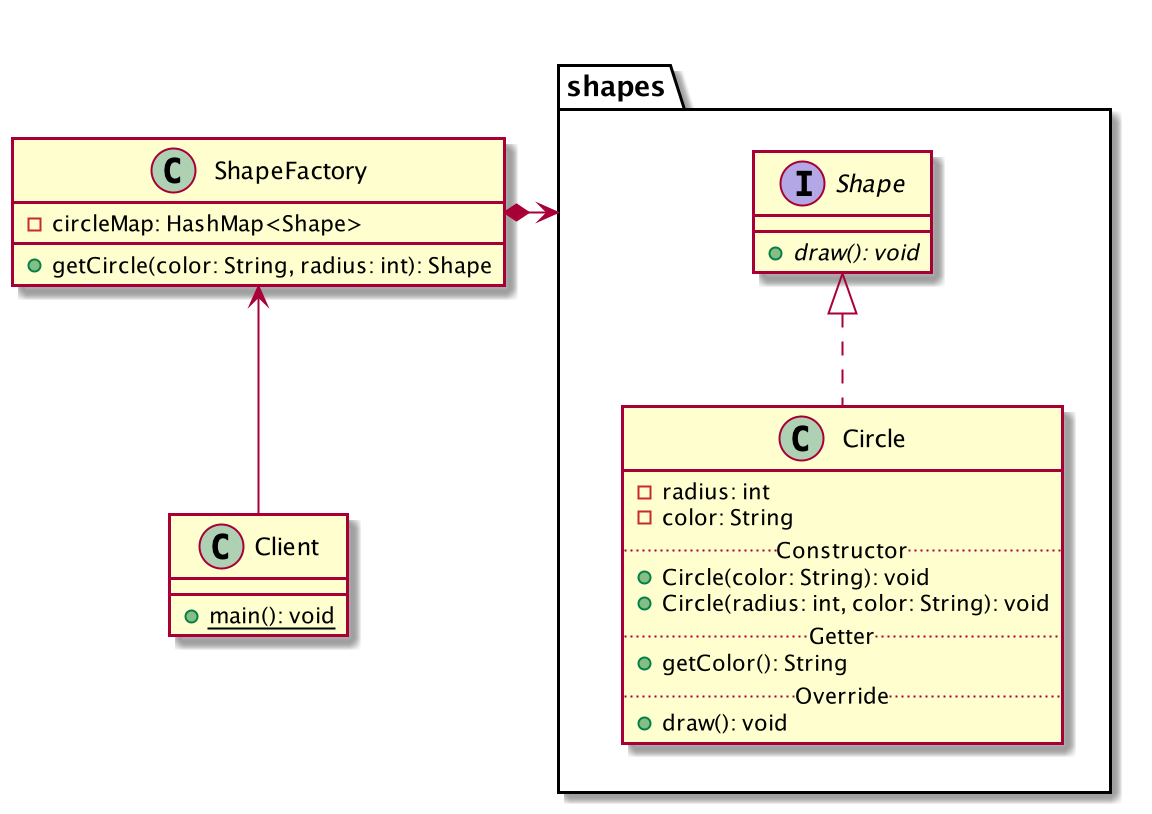 shapes
C ShapeFactory
circleMap: HashMap<Shape>
getCircle(color: String, radius: int): Shape
I Shape
draw(): void
C Circle
radius: int
color: String
Constructor
Circle(color: String): void
Circle(radius: int, color: String): void
Getter
getColor(): String
Override
draw(): void
C Client
main(): void